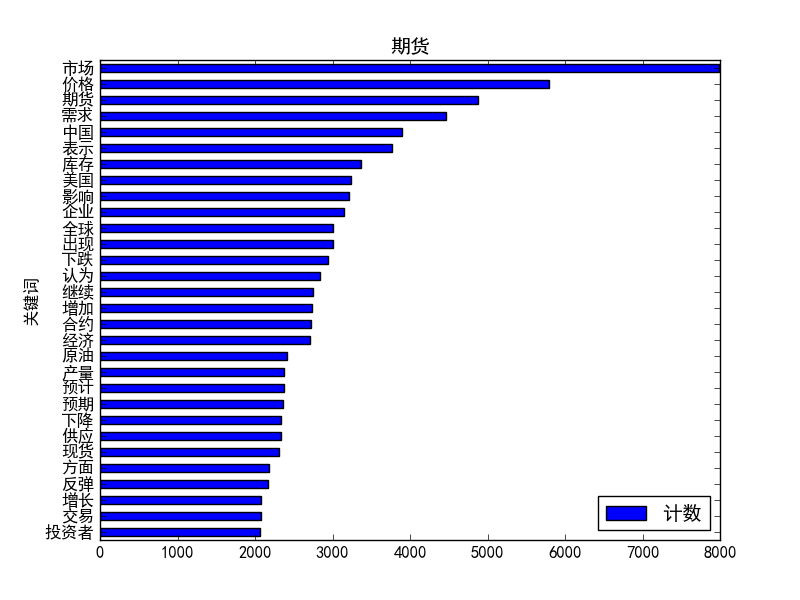 期货
市场
价格
期货
需求
中国
表示
库存
美国
影响
企业
全球
出现
下跌
认为
继续
增加
合约
经济
原油
产量
预计
预期
下降
供应
现货
方面
反弹
增长
交易
投资者
关键词
计数
0 1000 2000 3000 4000 5000 6000 7000 8000